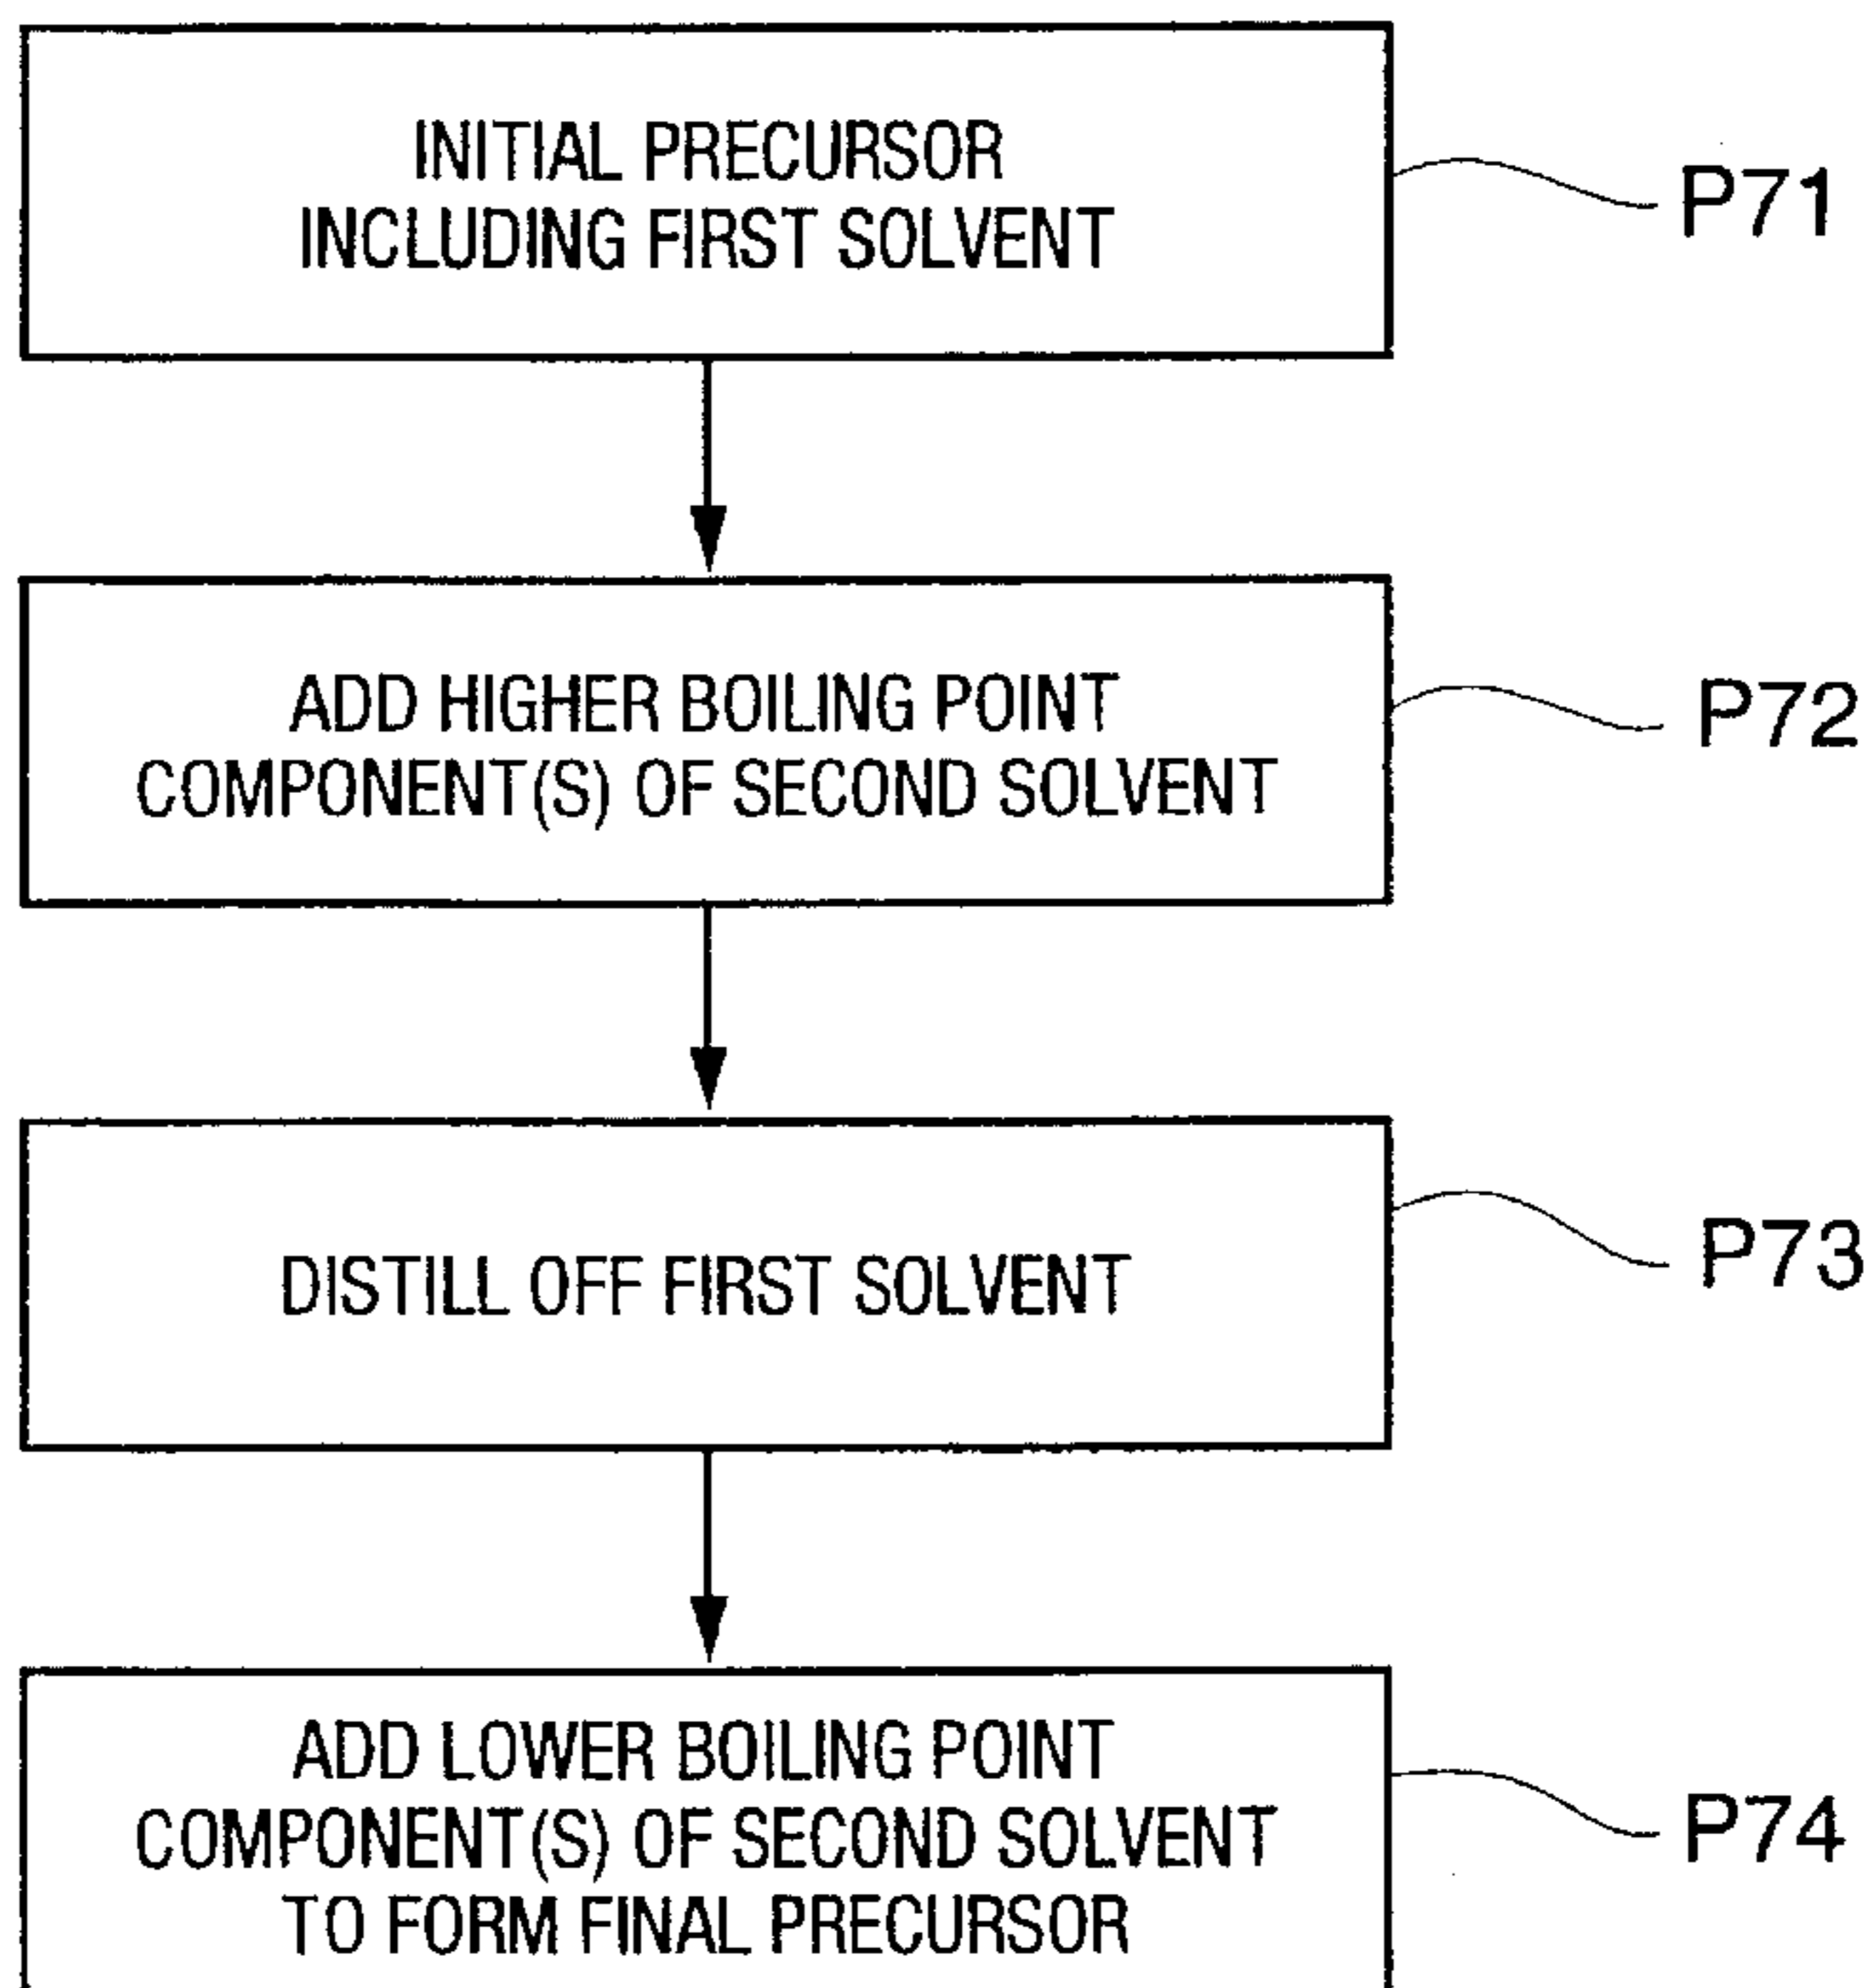 INITIAL PRECURSOR
INCLUDING FIRST SOLVENT
P71
ADD HIGHER BOILING POINT
COMPONENT(S) OF SECOND SOLVENT
P72
DISTILL OFF FIRST SOLVENT
P73
ADD LOWER BOILING POINT
COMPONENT(S) OF SECOND SOLVENT
TO FORM FINAL PRECURSOR
P74